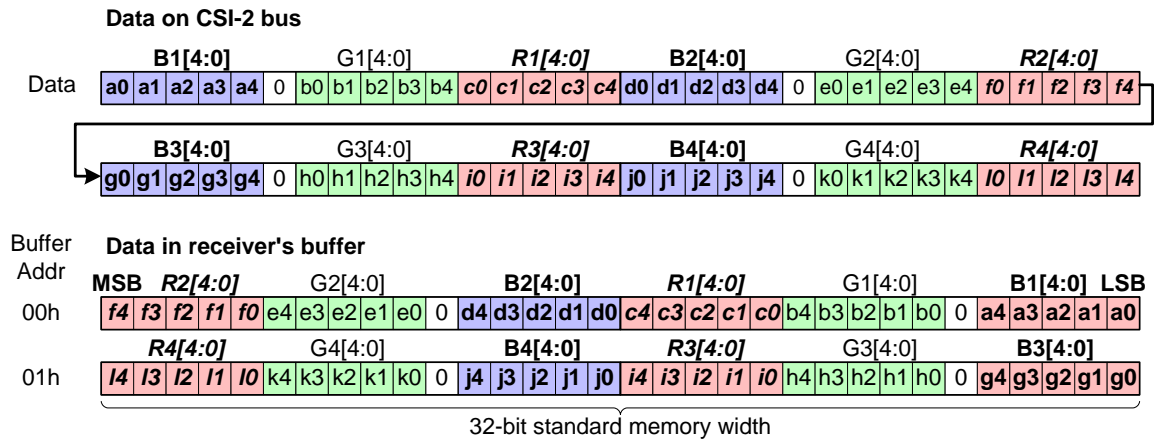 Data on CSI-2 bus
B1[4:0] G1[4:0] R1[4:0] B2[4:0] G2[4:0] R2[4:0]
Data a0 a1 a2 a3 a4 0 b0 b1 b2 b3 b4 c0 c1 c2 c3 c4 d0 d1 d2 d3 d4 0 e0 e1 e2 e3 e4 f0 f1 f2 f3 f4
B3[4:0] G3[4:0] R3[4:0] B4[4:0] G4[4:0] R4[4:0]
g0 g1 g2 g3 g4 0 h0 h1 h2 h3 h4 i0 i1 i2 i3 i4 j0 j1 j2 j3 j4 0 k0 k1 k2 k3 k4 l0 l1 l2 l3 l4
Buffer Addr
Data in receiver's buffer
MSB R2[4:0] G2[4:0] B2[4:0] R1[4:0] G1[4:0] B1[4:0] LSB
00h f4 f3 f2 f1 f0 e4 e3 e2 e1 e0 0 d4 d3 d2 d1 d0 c4 c3 c2 c1 c0 b4 b3 b2 b1 b0 0 a4 a3 a2 a1 a0
R4[4:0] G4[4:0] B4[4:0] R3[4:0] G3[4:0] B3[4:0]
01h l4 l3 l2 l1 l0 k4 k3 k2 k1 k0 0 j4 j3 j2 j1 j0 i4 i3 i2 i1 i0 h4 h3 h2 h1 h0 0 g4 g3 g2 g1 g0
32-bit standard memory width